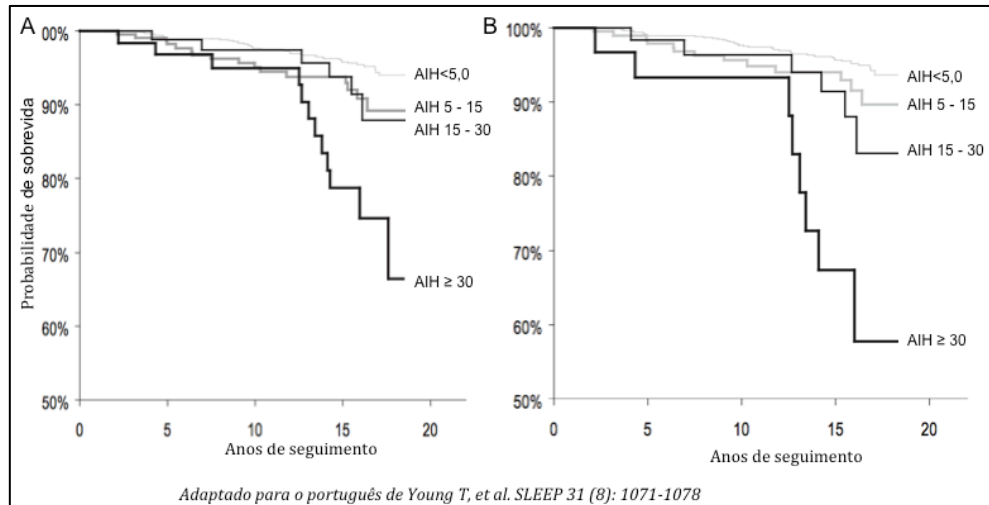 A
00%
90%
80%
70%
60%
50%
Probabilidade de sobrevida
AIH<5,0
AIH 5 - 15
AIH 15 - 30
AIH ≥ 30
0 5 10 15 20
Anos de seguimento
B
100%
90%
80%
70%
60%
50%
AIH<5,0
AIH 5 - 15
AIH 15 - 30
AIH ≥ 30
0 5 10 15 20
Anos de seguimento
Adaptado para o português de Young T, et al. SLEEP 31 (8): 1071-1078